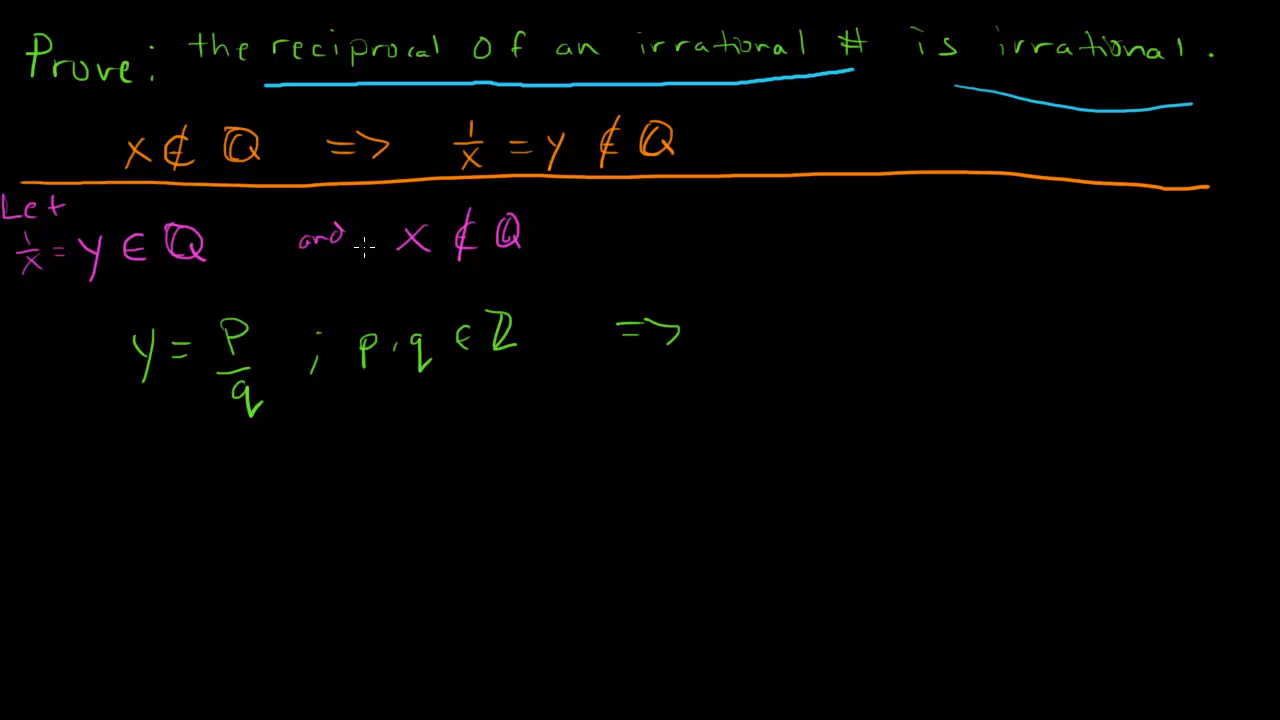 Prove: the reciprocal of an irrational # is irrational.
x ∉ ℚ => 1/x = y ∉ ℚ
Let
1/x = y ∈ ℚ and x ∉ ℚ
y = p/q ; p, q ∈ ℤ =>